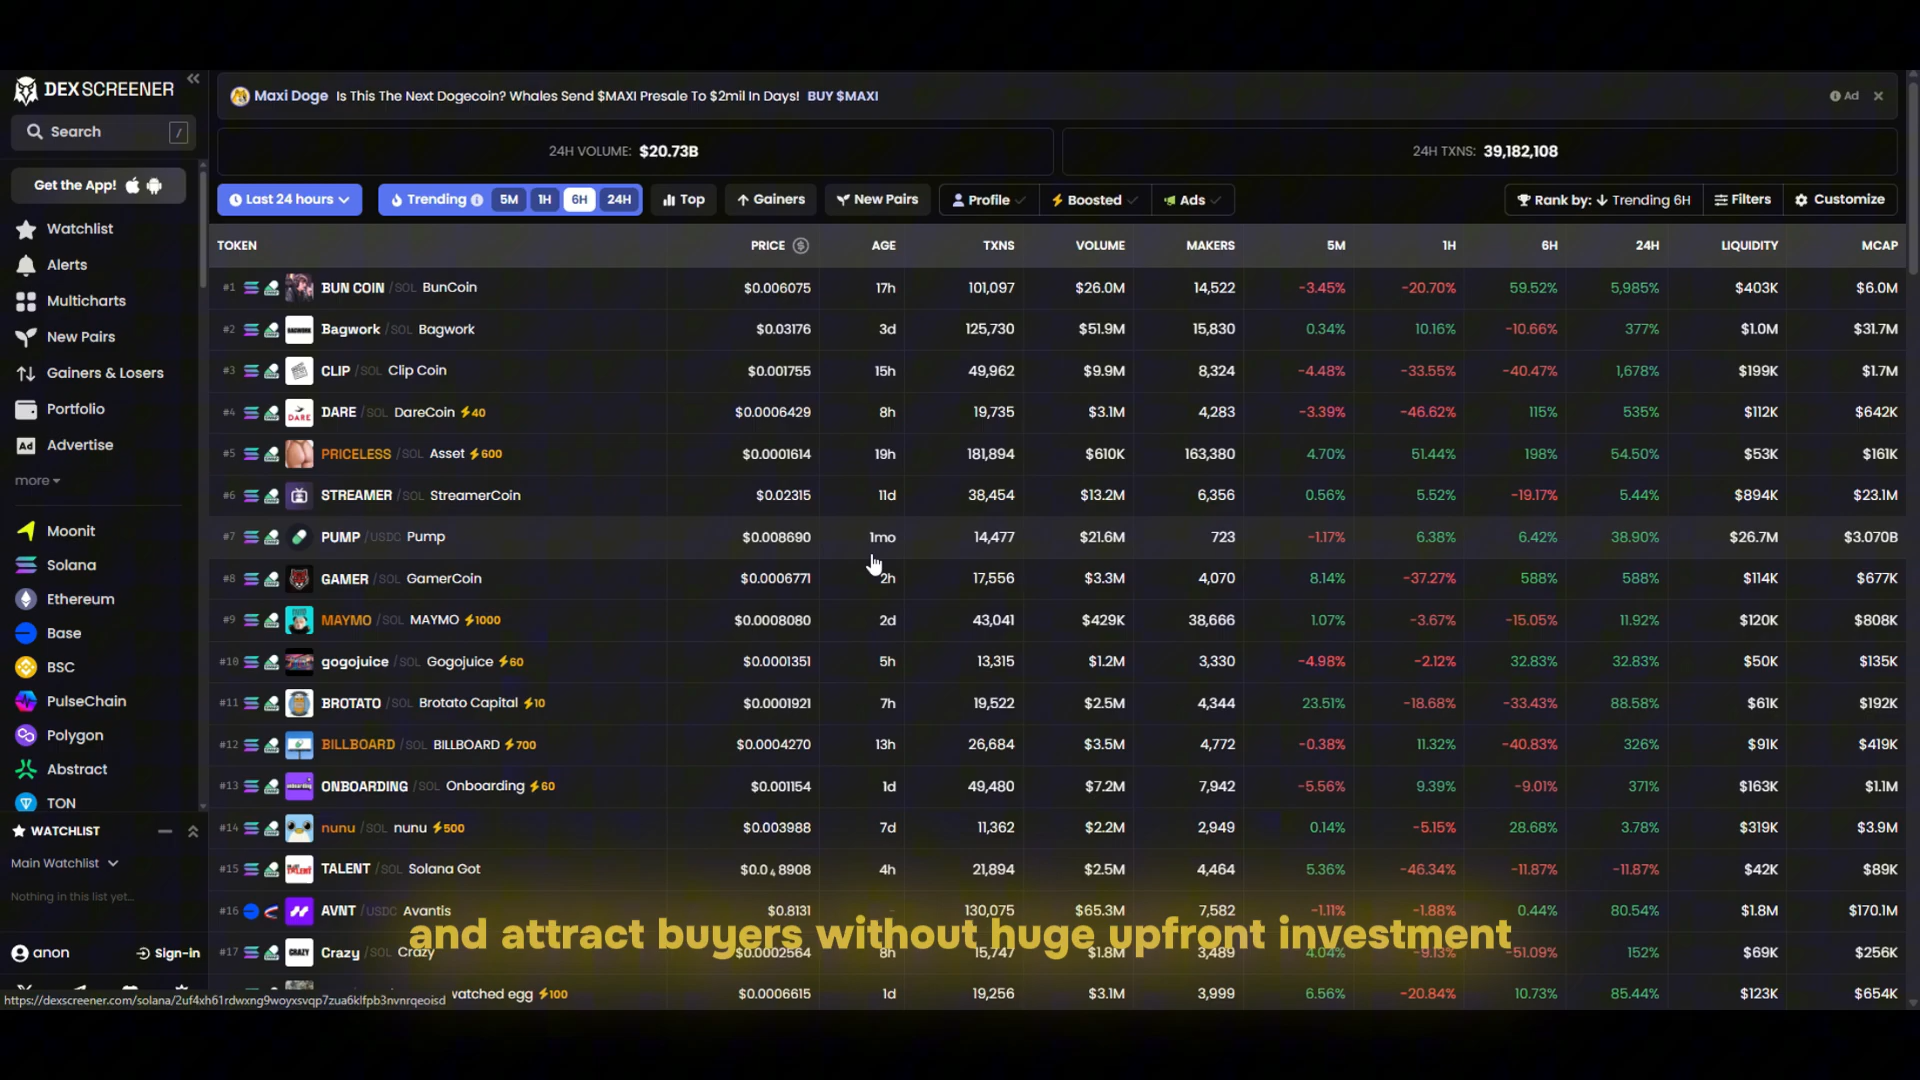 DEX SCREENER
Search /
Get the App!
Watchlist
Alerts
Multicharts
New Pairs
Gainers & Losers
Portfolio
Ad Advertise
more
Moonit
Solana
Ethereum
Base
BSC
PulseChain
Polygon
Abstract
TON
WATCHLIST
Main Watchlist
Nothing in this list yet...
anon Sign-in
https://dexscreener.com/solana/2uf4xh61rdwxng9woyxsvqp7zua6klfpb3nvnrqeoisd
Maxi Doge Is This The Next Dogecoin? Whales Send $MAXI Presale To $2mil In Days! BUY $MAXI Ad
24H VOLUME: $20.73B 24H TXNS: 39,182,108
Last 24 hours Trending 5M 1H 6H 24H Top Gainers New Pairs Profile Boosted Ads Rank by: Trending 6H Filters Customize
TOKEN PRICE AGE TXNS VOLUME MAKERS 5M 1H 6H 24H LIQUIDITY MCAP
#1 BUN COIN /SOL BunCoin $0.006075 17h 101,097 $26.0M 14,522 -3.45% -20.70% 59.52% 5,985% $403K $6.0M
#2 Bagwork /SOL Bagwork $0.03176 3d 125,730 $51.9M 15,830 0.34% 10.16% -10.66% 377% $1.0M $31.7M
#3 CLIP /SOL Clip Coin $0.001755 15h 49,962 $9.9M 8,324 -4.48% -33.55% -40.47% 1,678% $199K $1.7M
#4 DARE /SOL DareCoin 40 $0.0006429 8h 19,735 $3.1M 4,283 -3.39% -46.62% 115% 535% $112K $642K
#5 PRICELESS /SOL Asset 600 $0.0001614 19h 181,894 $610K 163,380 4.70% 51.44% 198% 54.50% $53K $161K
#6 STREAMER /SOL StreamerCoin $0.02315 11d 38,454 $13.2M 6,356 0.56% 5.52% -19.17% 5.44% $894K $23.1M
#7 PUMP /USDC Pump $0.008690 1mo 14,477 $21.6M 723 -1.17% 6.38% 6.42% 38.90% $26.7M $3.070B
#8 GAMER /SOL GamerCoin $0.0006771 2h 17,556 $3.3M 4,070 8.14% -37.27% 588% 588% $114K $677K
#9 MAYMO /SOL MAYMO 1000 $0.0008080 2d 43,041 $429K 38,666 1.07% -3.67% -15.05% 11.92% $120K $808K
#10 gogojuice /SOL Gogojuice 60 $0.0001351 5h 13,315 $1.2M 3,330 -4.98% -2.12% 32.83% 32.83% $50K $135K
#11 BROTATO /SOL Brotato Capital 10 $0.0001921 7h 19,522 $2.5M 4,344 23.51% -18.68% -33.43% 88.58% $61K $192K
#12 BILLBOARD /SOL BILLBOARD 700 $0.0004270 13h 26,684 $3.5M 4,772 -0.38% 11.32% -40.83% 326% $91K $419K
#13 ONBOARDING /SOL Onboarding 60 $0.001154 1d 49,480 $7.2M 7,942 -5.56% 9.39% -9.01% 371% $163K $1.1M
#14 nunu /SOL nunu 500 $0.003988 7d 11,362 $2.2M 2,949 0.14% -5.15% 28.68% 3.78% $319K $3.9M
#15 TALENT /SOL Solana Got $0.0₄8908 4h 21,894 $2.5M 4,464 5.36% -46.34% -11.87% -11.87% $42K $89K
#16 AVNT /USDC Avantis $0.8131 - 130,075 $65.3M 7,582 -1.11% -1.88% 0.44% 80.54% $1.8M $170.1M
and attract buyers without huge upfront investment
#17 Crazy /SOL Crazy $0.0002564 8h 15,747 $1.8M 3,489 4.04% -9.13% -51.09% 152% $69K $256K
watched egg 100 $0.0006615 1d 19,256 $3.1M 3,999 6.56% -20.84% 10.73% 85.44% $123K $654K